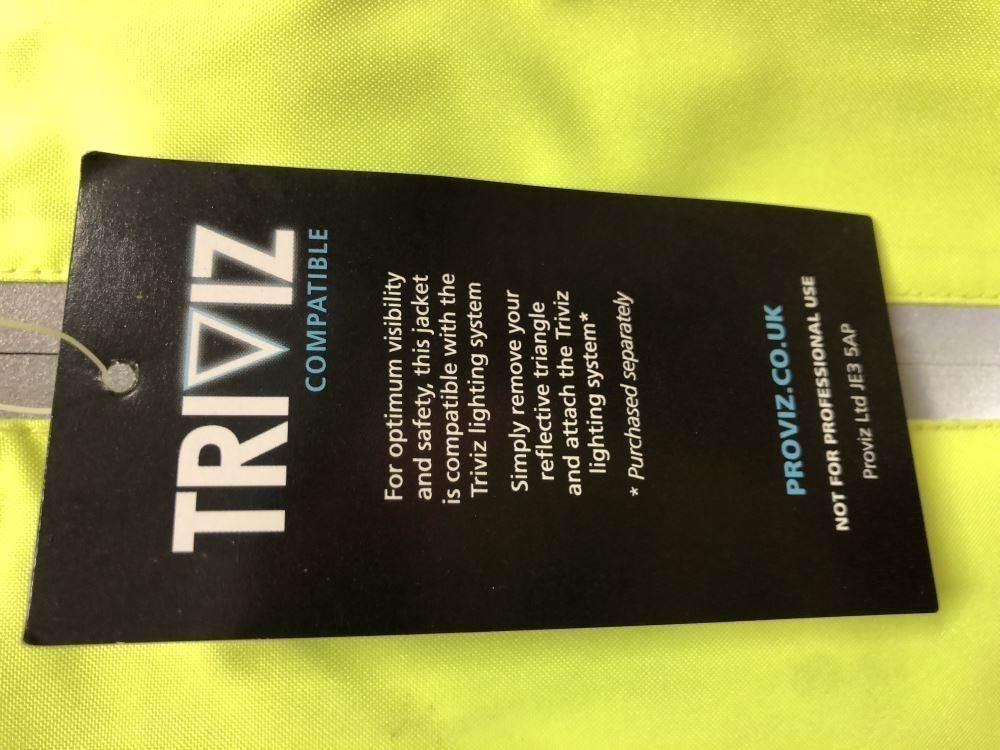 TRIVIZ
COMPATIBLE
For optimum visibility
and safety, this jacket
is compatible with the
Triviz lighting system
Simply remove your
reflective triangle
and attach the Triviz
lighting system*
* Purchased separately
PROVIZ.CO.UK
NOT FOR PROFESSIONAL USE
Proviz Ltd JE3 5AP